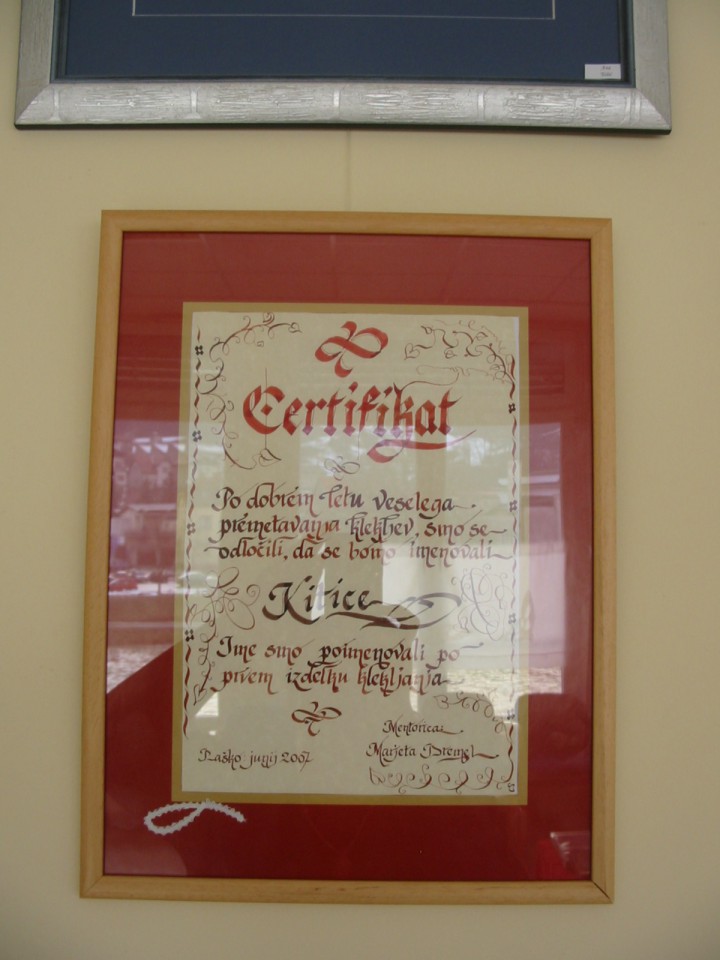 Certifikat
Po dobrem letu veselega
premetavanja klekljev, smo se
odločili, da se bomo imenovali
Kitice
Ime smo poimenovali po
prvem izdelku klekljanja
Mentorica:
Laško junij 2007
Marjeta